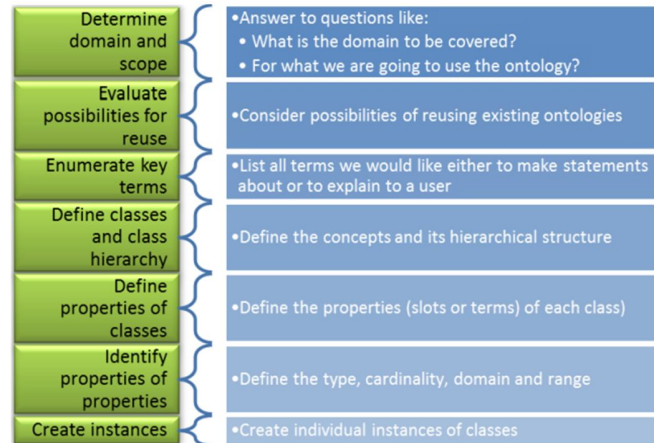 Determine
domain and
scope
•Answer to questions like:
• What is the domain to be covered?
• For what we are going to use the ontology?
Evaluate
possibilities for
reuse
•Consider possibilities of reusing existing ontologies
Enumerate key
terms
•List all terms we would like either to make statements
about or to explain to a user
Define classes
and class
hierarchy
•Define the concepts and its hierarchical structure
Define
properties of
classes
•Define the properties (slots or terms) of each class)
Identify
properties of
properties
•Define the type, cardinality, domain and range
Create instances
•Create individual instances of classes